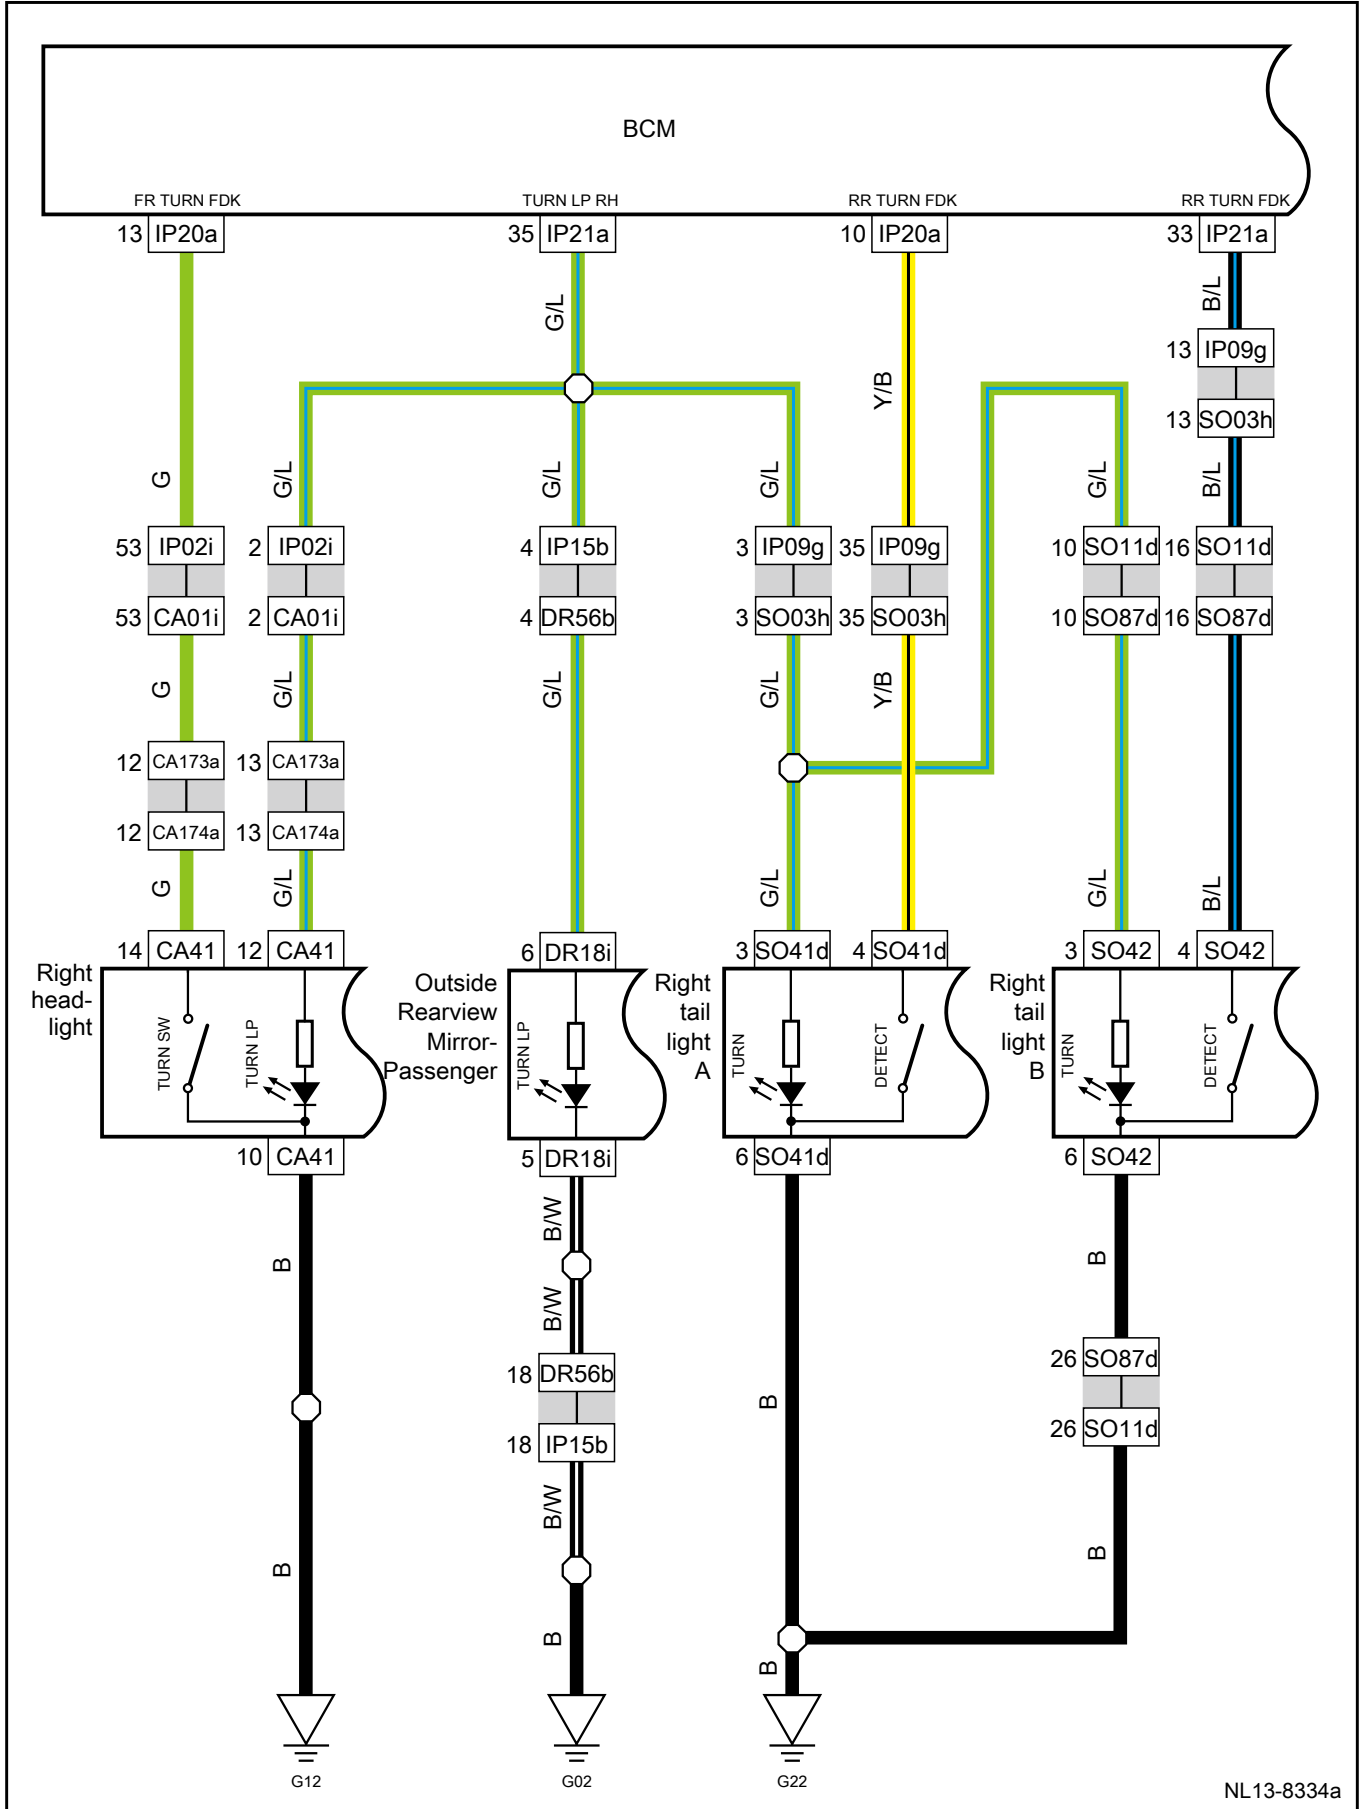 BCM
FR TURN FDK TURN LP RH RR TURN FDK RR TURN FDK
13 IP20a 35 IP21a 10 IP20a 33 IP21a
G/L B/L
13 IP09g
Y/B
13 SO03h
G G/L G/L G/L G/L B/L
53 IP02i 2 IP02i 4 IP15b 3 IP09g 35 IP09g 10 SO11d 16 SO11d
53 CA01i 2 CA01i 4 DR56b 3 SO03h 35 SO03h 10 SO87d 16 SO87d
G G/L G/L G/L Y/B
12 CA173a 13 CA173a
12 CA174a 13 CA174a
G G/L G/L G/L B/L
14 CA41 12 CA41 6 DR18i 3 SO41d 4 SO41d 3 SO42 4 SO42
Right
head-
light
TURN SW
TURN LP
Outside
Rearview
Mirror-
Passenger
TURN LP
Right
tail
light
A
TURN
DETECT
Right
tail
light
B
TURN
DETECT
10 CA41 5 DR18i 6 SO41d 6 SO42
B/W
B B
B/W
26 SO87d
18 DR56b
B
26 SO11d
18 IP15b
B/W
B B
B B
G12 G02 G22
NL13-8334a